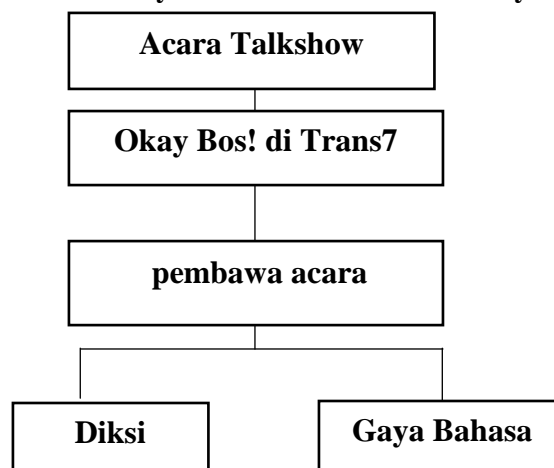 Acara Talkshow
Okay Bos! di Trans7
pembawa acara
Diksi
Gaya Bahasa